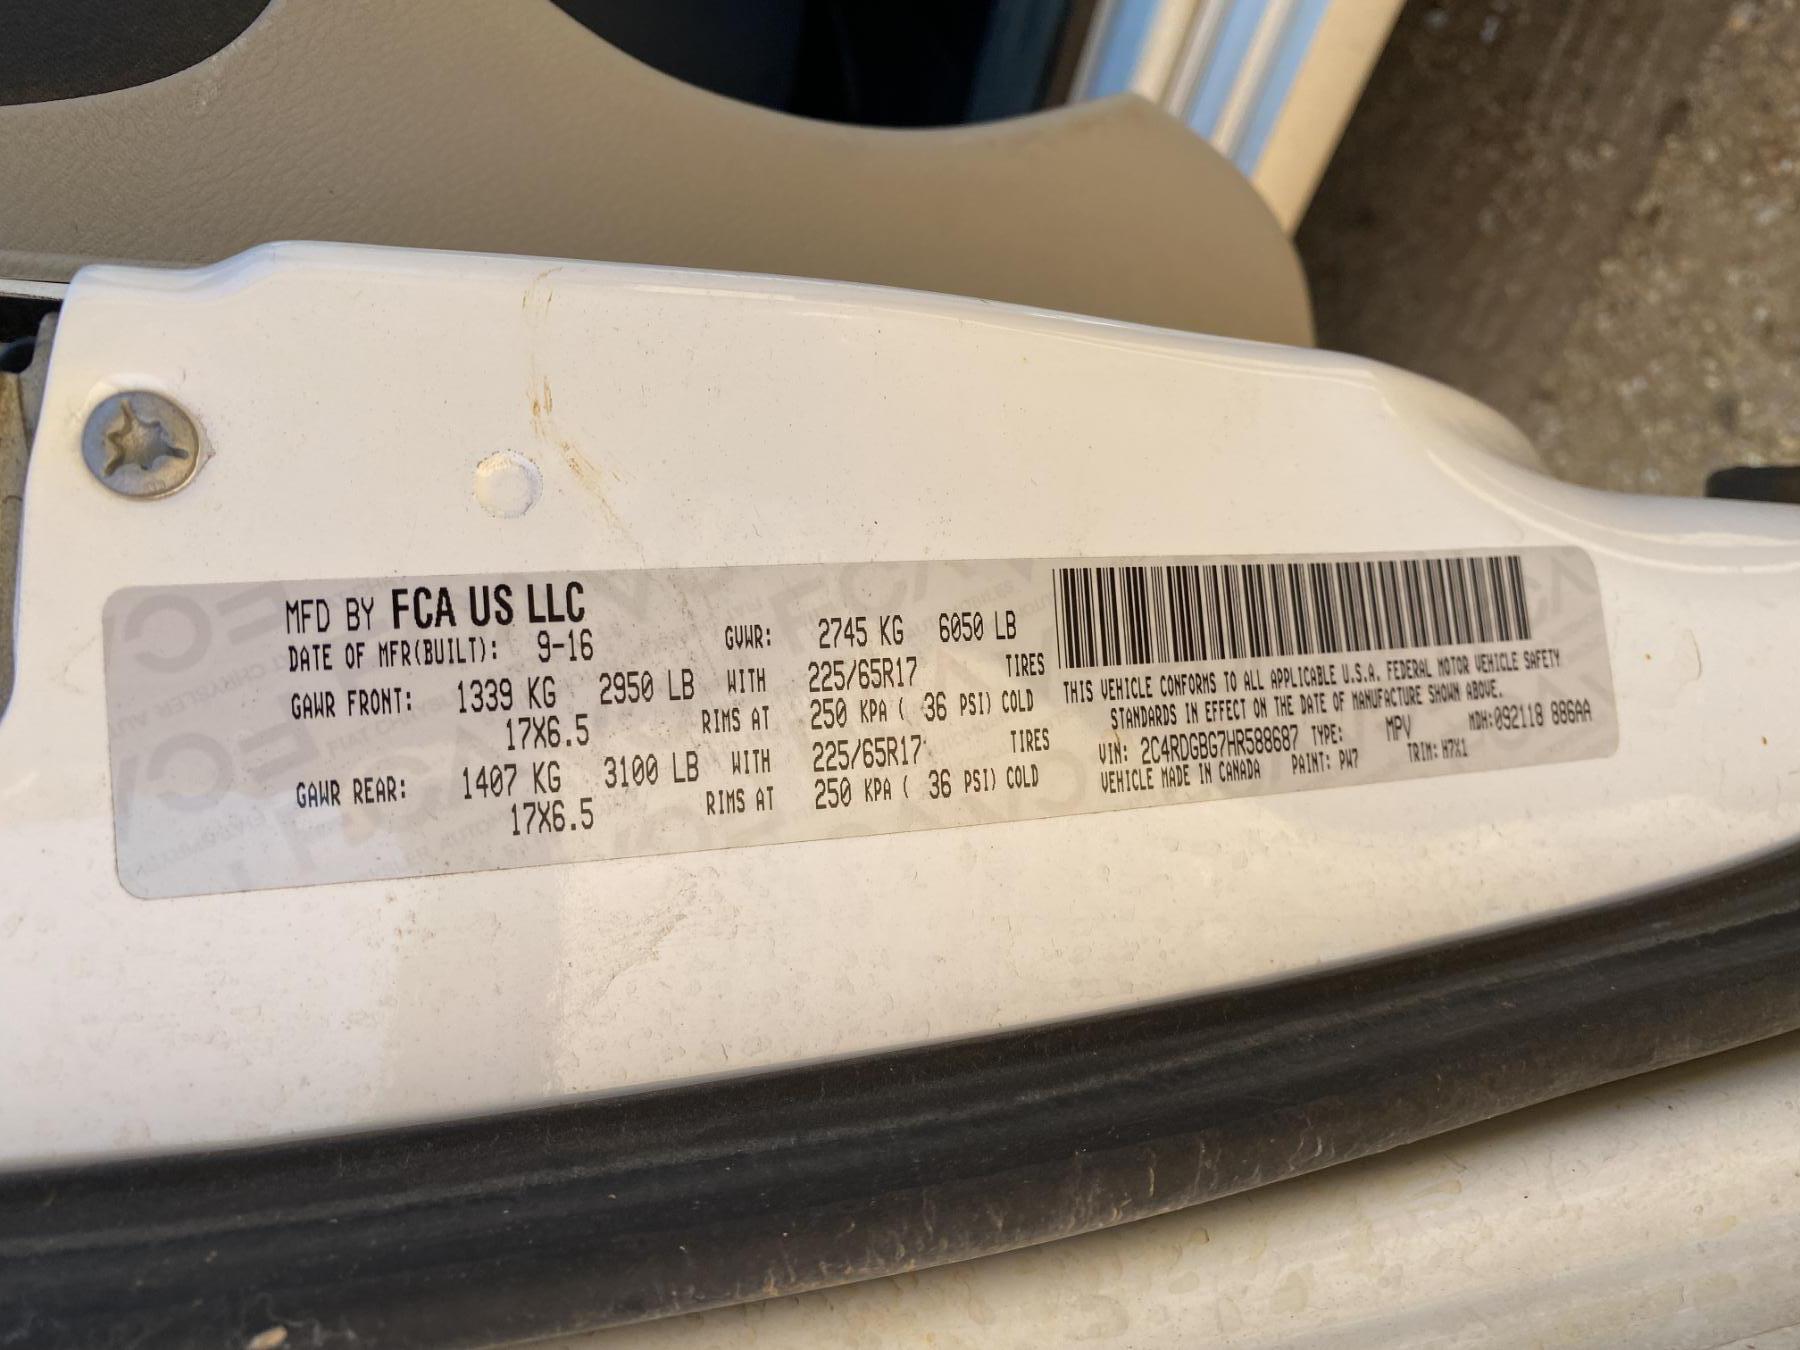 MFD BY FCA US LLC
DATE OF MFR(BUILT): 9-16 GVWR: 2745 KG 6050 LB
GAWR FRONT: 1339 KG 2950 LB WITH 225/65R17 TIRES
17X6.5 RIMS AT 250 KPA ( 36 PSI) COLD
GAWR REAR: 1407 KG 3100 LB WITH 225/65R17 TIRES
17X6.5 RIMS AT 250 KPA ( 36 PSI) COLD
THIS VEHICLE CONFORMS TO ALL APPLICABLE U.S.A. FEDERAL MOTOR VEHICLE SAFETY
STANDARDS IN EFFECT ON THE DATE OF MANUFACTURE SHOWN ABOVE.
VIN: 2C4RDGBG7HR588687 TYPE: MPV MDH:092118 886AA
VEHICLE MADE IN CANADA PAINT: PW7 TRIM: H7X1